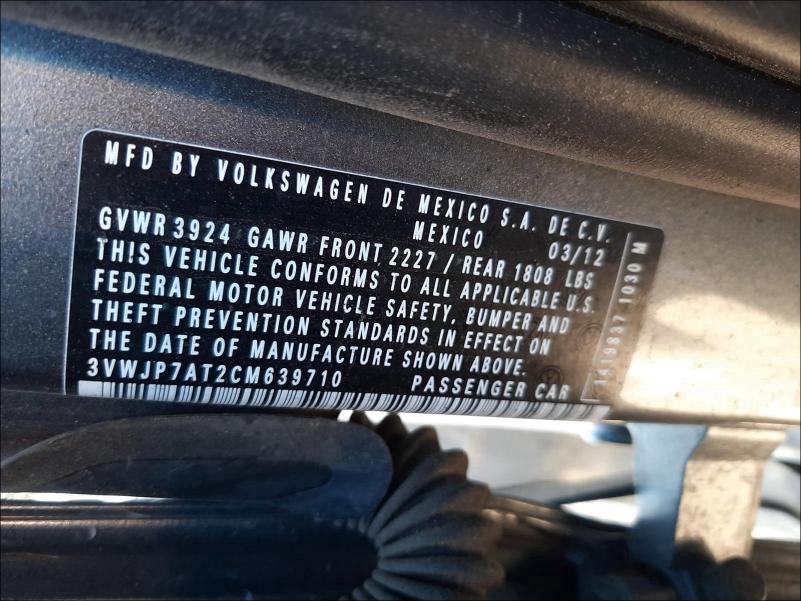 MFD BY VOLKSWAGEN DE MEXICO S.A. DE C.V.
MEXICO 03/12
GVWR 3924 GAWR FRONT 2227 / REAR 1808 LBS
THIS VEHICLE CONFORMS TO ALL APPLICABLE U.S.
FEDERAL MOTOR VEHICLE SAFETY, BUMPER AND
THEFT PREVENTION STANDARDS IN EFFECT ON
THE DATE OF MANUFACTURE SHOWN ABOVE.
3VWJP7AT2CM639710 PASSENGER CAR
1419837 1030 M